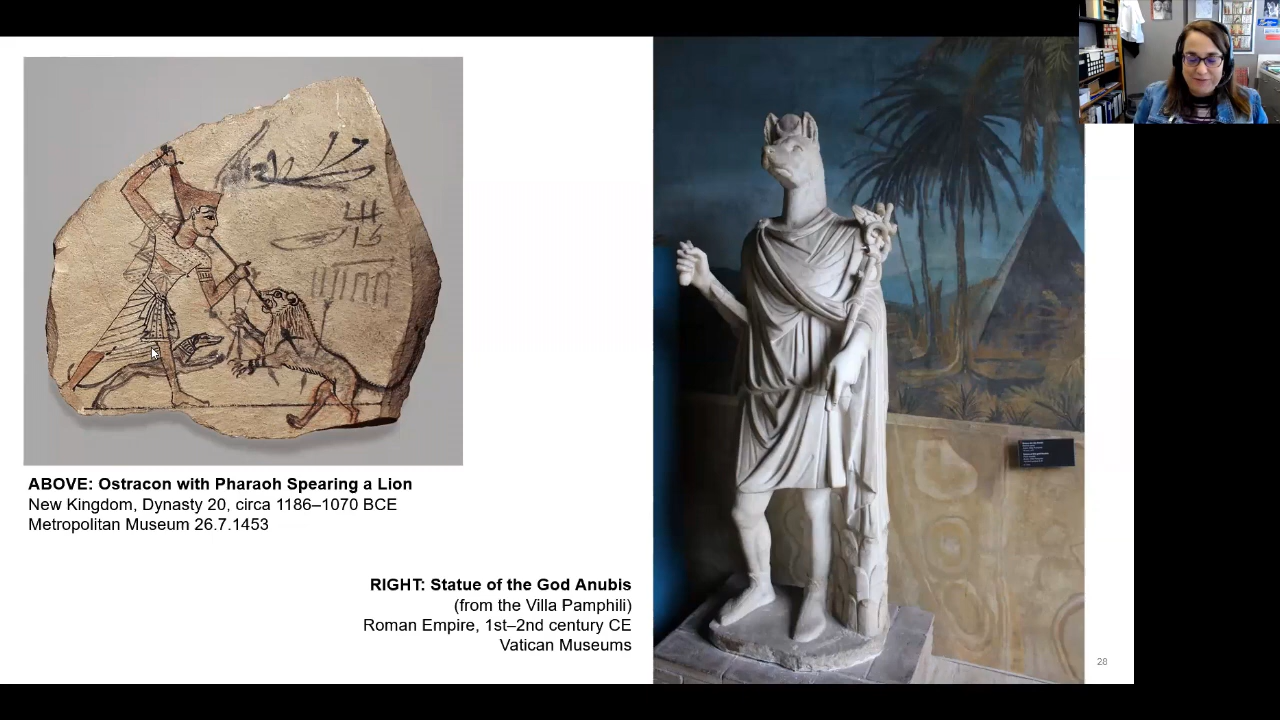 ABOVE: Ostracon with Pharaoh Spearing a Lion
New Kingdom, Dynasty 20, circa 1186–1070 BCE
Metropolitan Museum 26.7.1453
RIGHT: Statue of the God Anubis
(from the Villa Pamphili)
Roman Empire, 1st–2nd century CE
Vatican Museums
28